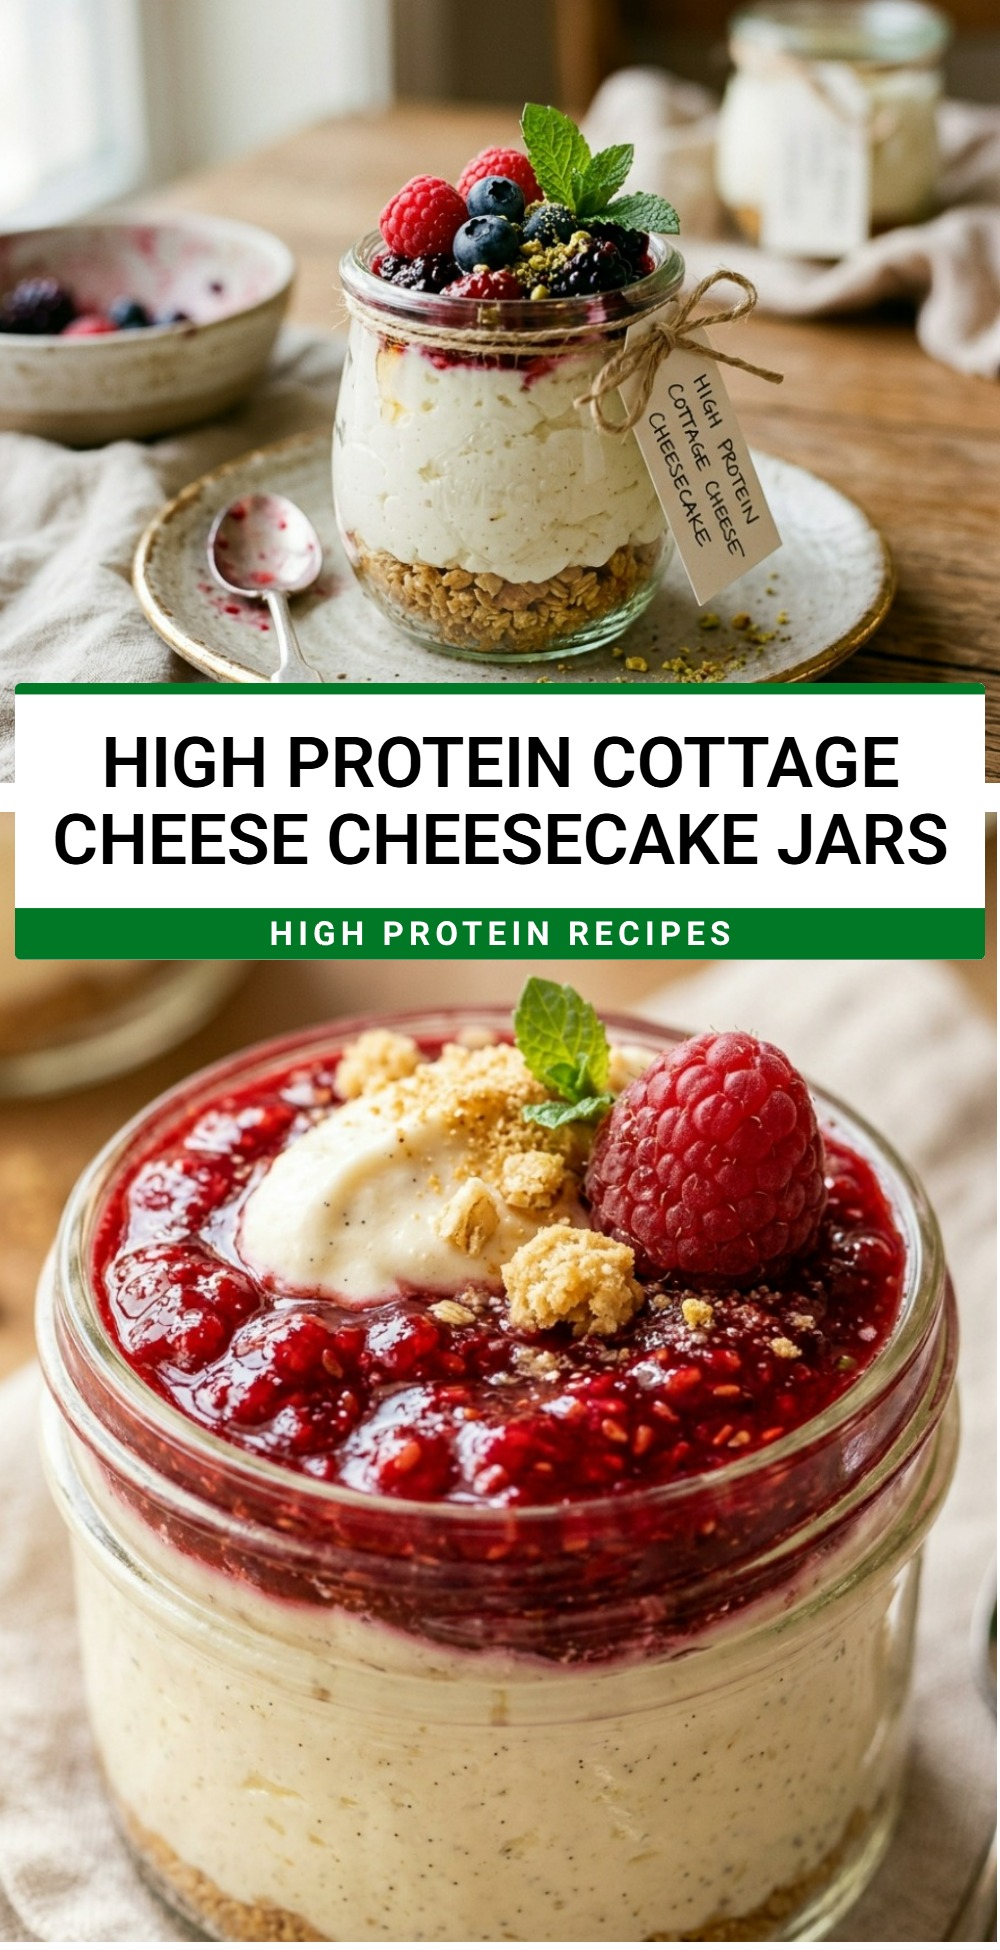 HIGH PROTEIN
COTTAGE CHEESE
CHEESECAKE
HIGH PROTEIN COTTAGE
CHEESE CHEESECAKE JARS
HIGH PROTEIN RECIPES